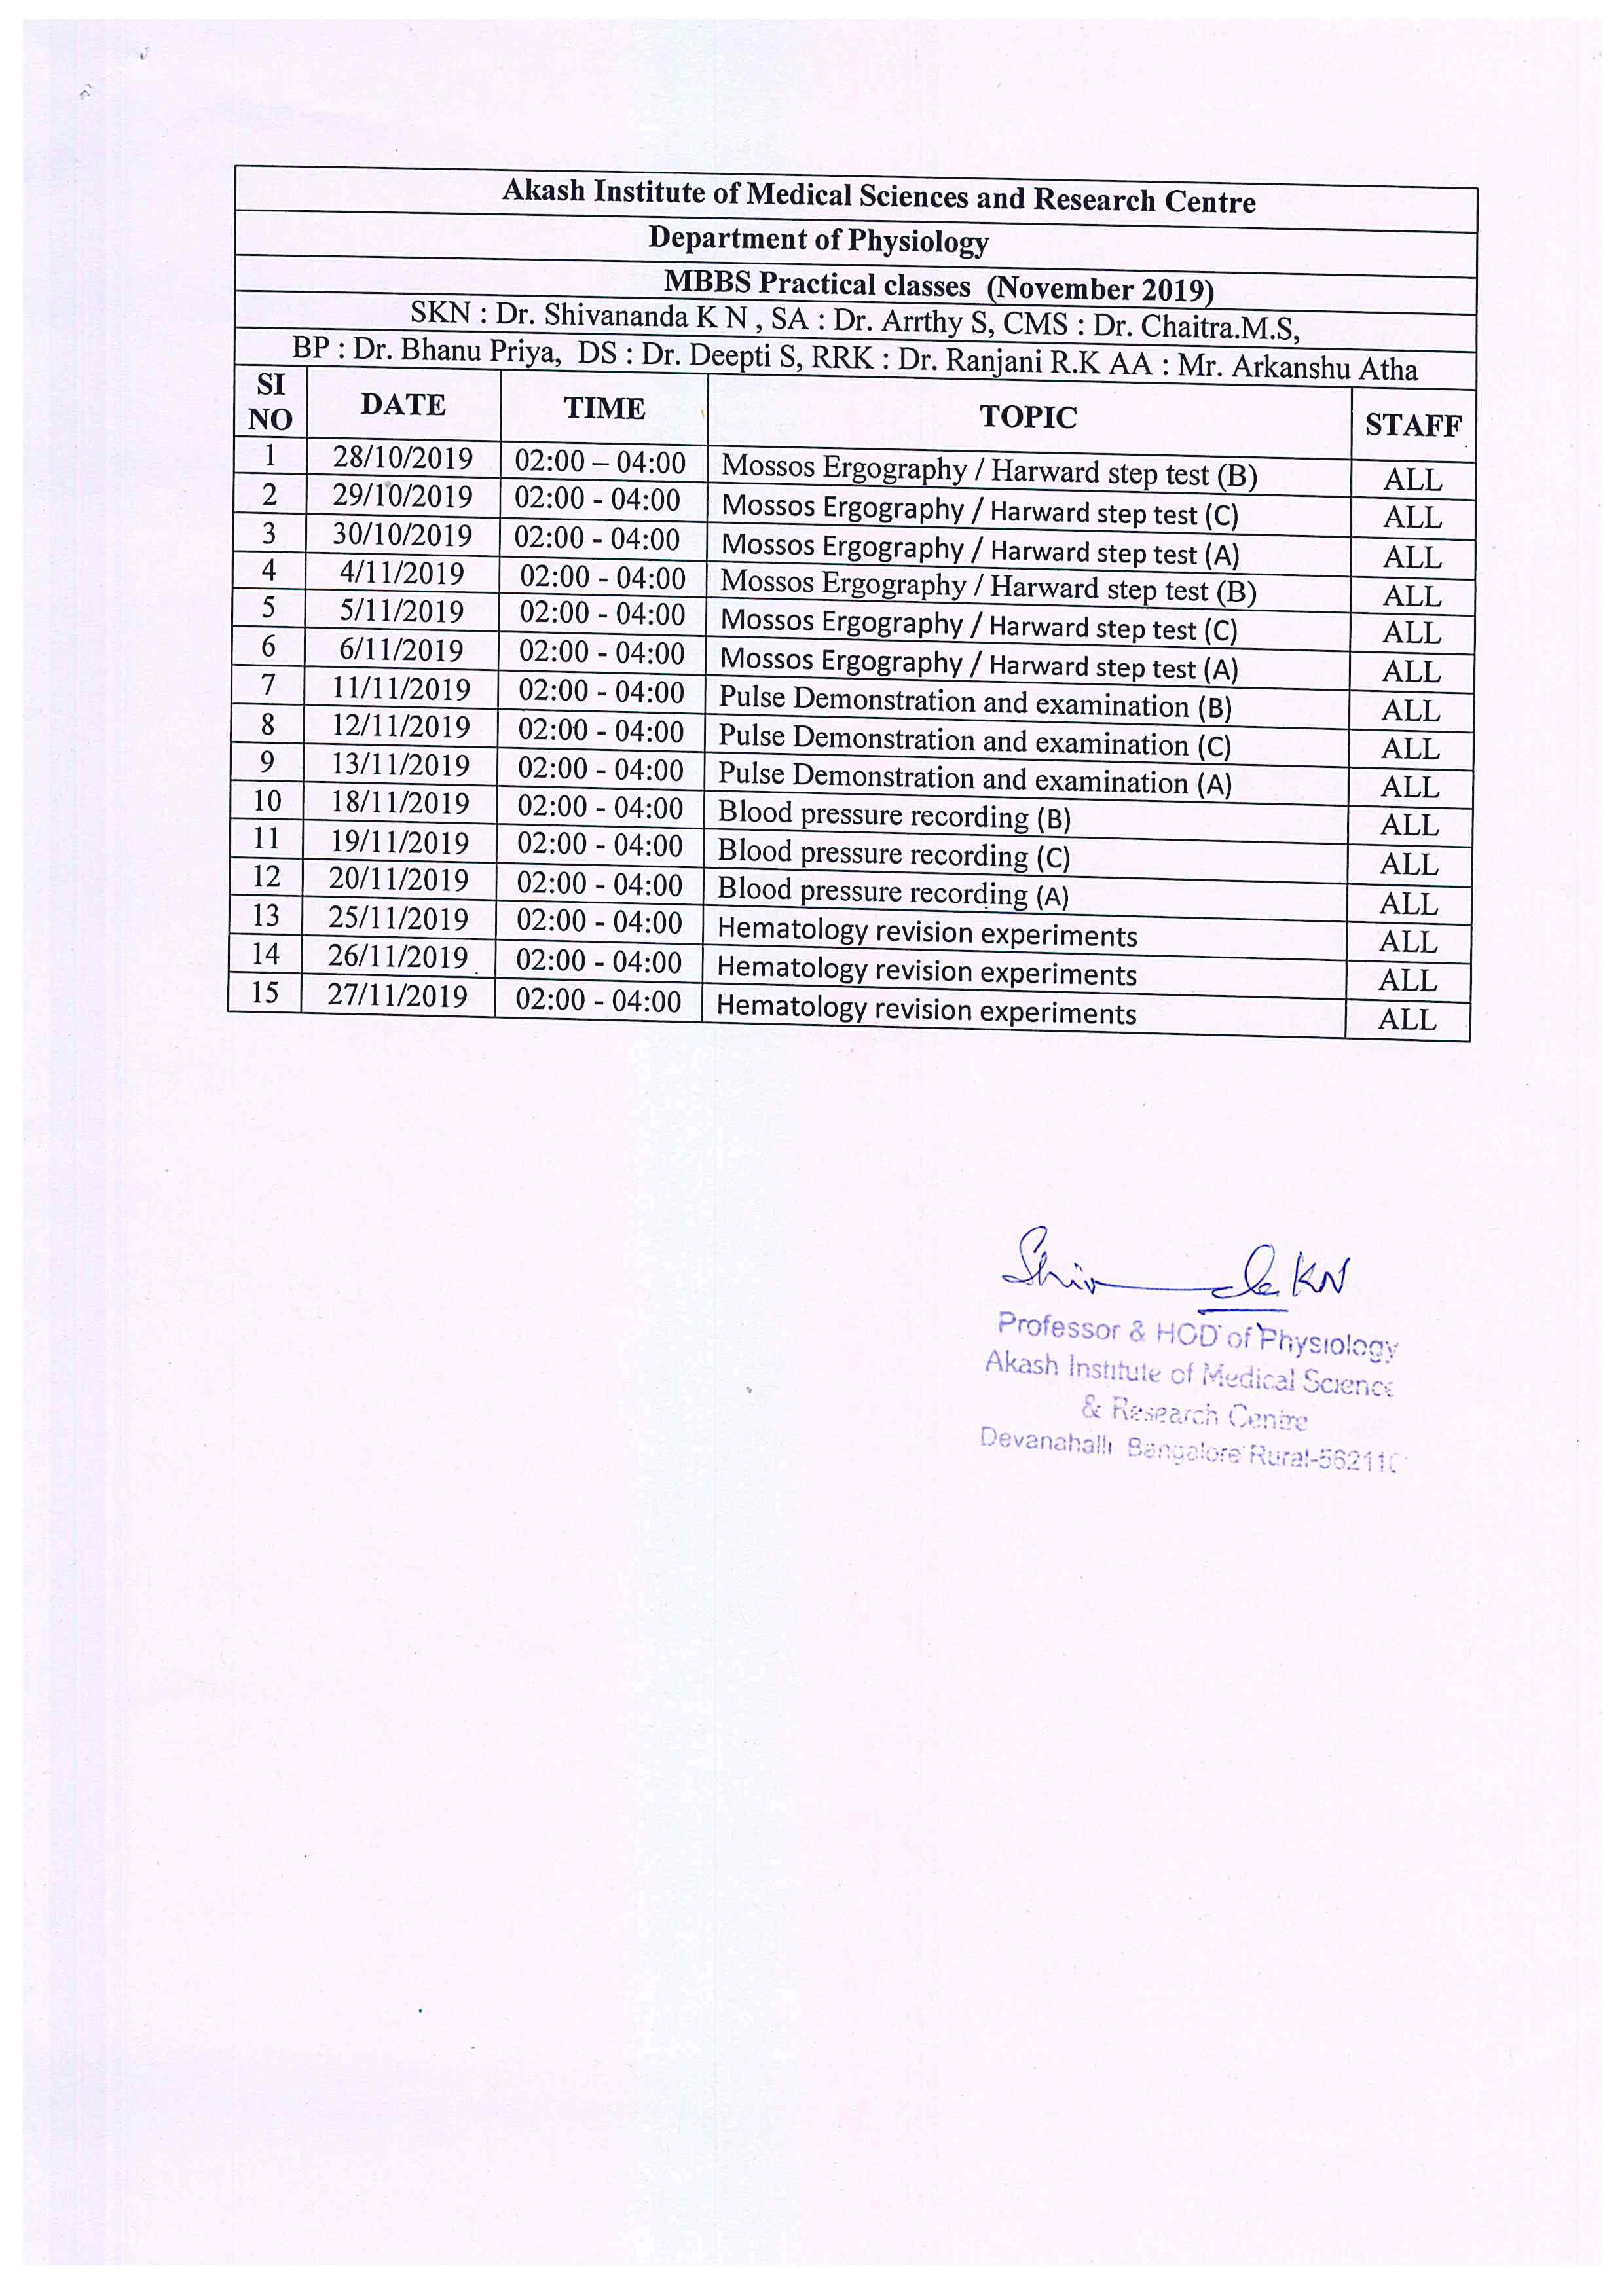 Akash Institute of Medical Sciences and Research Centre
Department of Physiology
MBBS Practical classes (November 2019)
SKN : Dr. Shivananda K N , SA : Dr. Arrthy S, CMS : Dr. Chaitra.M.S,
BP : Dr. Bhanu Priya, DS : Dr. Deepti S, RRK : Dr. Ranjani R.K AA : Mr. Arkanshu Atha
SI NO DATE TIME TOPIC STAFF
1 28/10/2019 02:00 – 04:00 Mossos Ergography / Harward step test (B) ALL
2 29/10/2019 02:00 - 04:00 Mossos Ergography / Harward step test (C) ALL
3 30/10/2019 02:00 - 04:00 Mossos Ergography / Harward step test (A) ALL
4 4/11/2019 02:00 - 04:00 Mossos Ergography / Harward step test (B) ALL
5 5/11/2019 02:00 - 04:00 Mossos Ergography / Harward step test (C) ALL
6 6/11/2019 02:00 - 04:00 Mossos Ergography / Harward step test (A) ALL
7 11/11/2019 02:00 - 04:00 Pulse Demonstration and examination (B) ALL
8 12/11/2019 02:00 - 04:00 Pulse Demonstration and examination (C) ALL
9 13/11/2019 02:00 - 04:00 Pulse Demonstration and examination (A) ALL
10 18/11/2019 02:00 - 04:00 Blood pressure recording (B) ALL
11 19/11/2019 02:00 - 04:00 Blood pressure recording (C) ALL
12 20/11/2019 02:00 - 04:00 Blood pressure recording (A) ALL
13 25/11/2019 02:00 - 04:00 Hematology revision experiments ALL
14 26/11/2019 02:00 - 04:00 Hematology revision experiments ALL
15 27/11/2019 02:00 - 04:00 Hematology revision experiments ALL
KN
Professor & HOD of Physiology
Akash Institute of Medical Science
& Research Centre
Devanahalli Bangalore Rural-562110